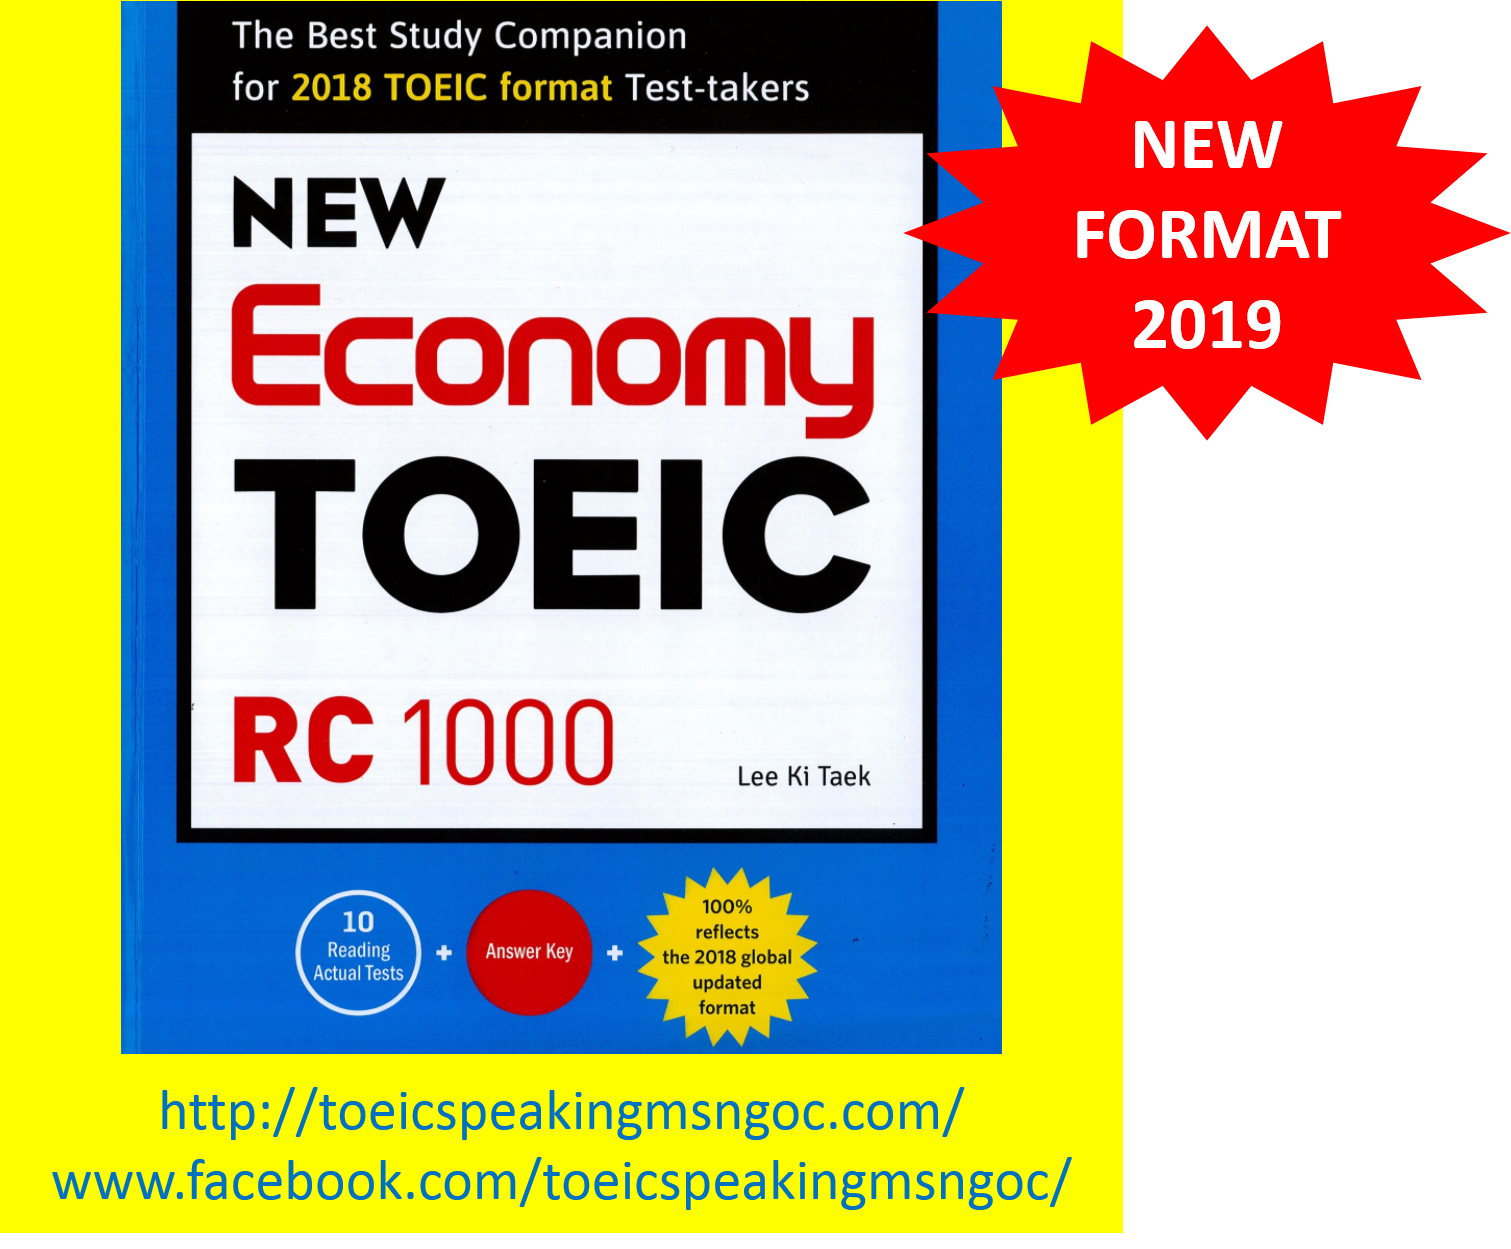 The Best Study Companion
for 2018 TOEIC format Test-takers
NEW
FORMAT
2019
NEW
Economy
TOEIC
RC 1000
Lee Ki Taek
10
Reading
Actual Tests
+
Answer Key
+
100%
reflects
the 2018 global
updated
format
http://toeicspeakingmsngoc.com/
www.facebook.com/toeicspeakingmsngoc/